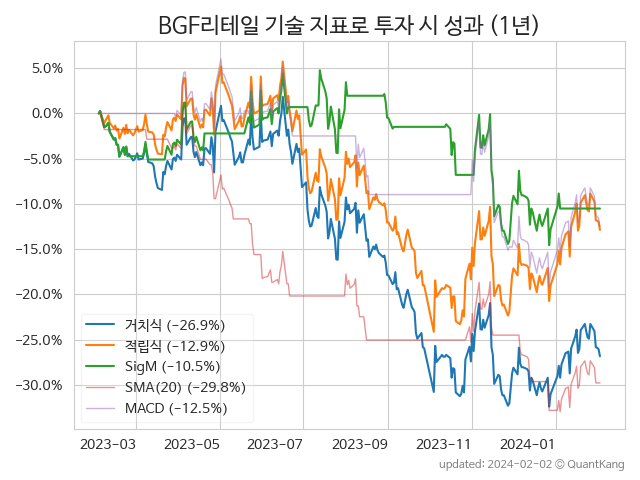 BGF리테일 기술 지표로 투자 시 성과 (1년)
5.0%
0.0%
−5.0%
−10.0%
−15.0%
−20.0%
−25.0%
−30.0%
거치식 (−26.9%)
적립식 (−12.9%)
SigM (−10.5%)
SMA(20) (−29.8%)
MACD (−12.5%)
2023−03
2023−05
2023−07
2023−09
2023−11
2024−01
updated: 2024−02−02 ⓒ QuantKang